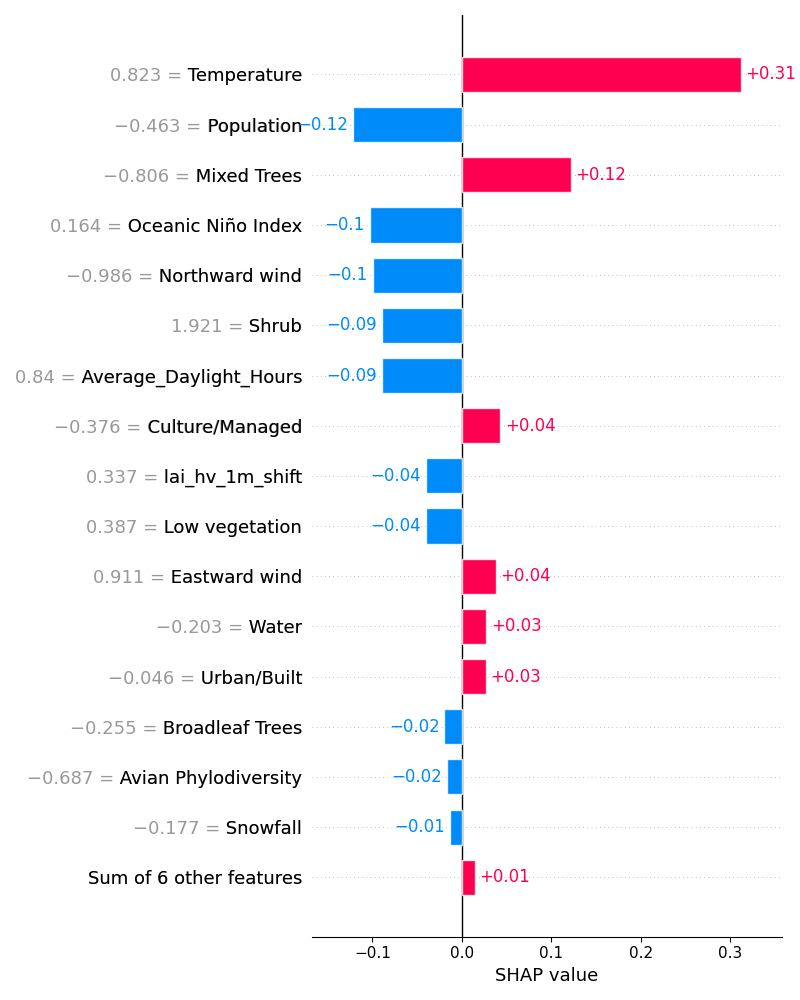 0.823 = Temperature +0.31
−0.463 = Population −0.12
−0.806 = Mixed Trees +0.12
0.164 = Oceanic Niño Index −0.1
−0.986 = Northward wind −0.1
1.921 = Shrub −0.09
0.84 = Average_Daylight_Hours −0.09
−0.376 = Culture/Managed +0.04
0.337 = lai_hv_1m_shift −0.04
0.387 = Low vegetation −0.04
0.911 = Eastward wind +0.04
−0.203 = Water +0.03
−0.046 = Urban/Built +0.03
−0.255 = Broadleaf Trees −0.02
−0.687 = Avian Phylodiversity −0.02
−0.177 = Snowfall −0.01
Sum of 6 other features +0.01
−0.1 0.0 0.1 0.2 0.3
SHAP value